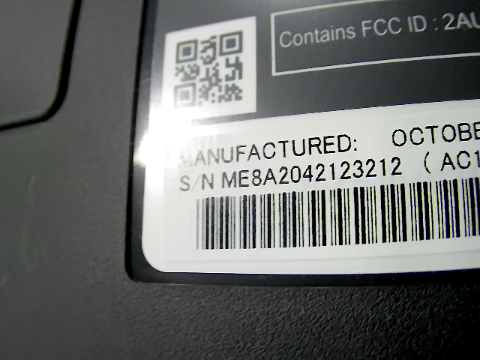 Contains FCC ID : 2AU
MANUFACTURED: OCTOBE
S/N ME8A2042123212 ( AC1